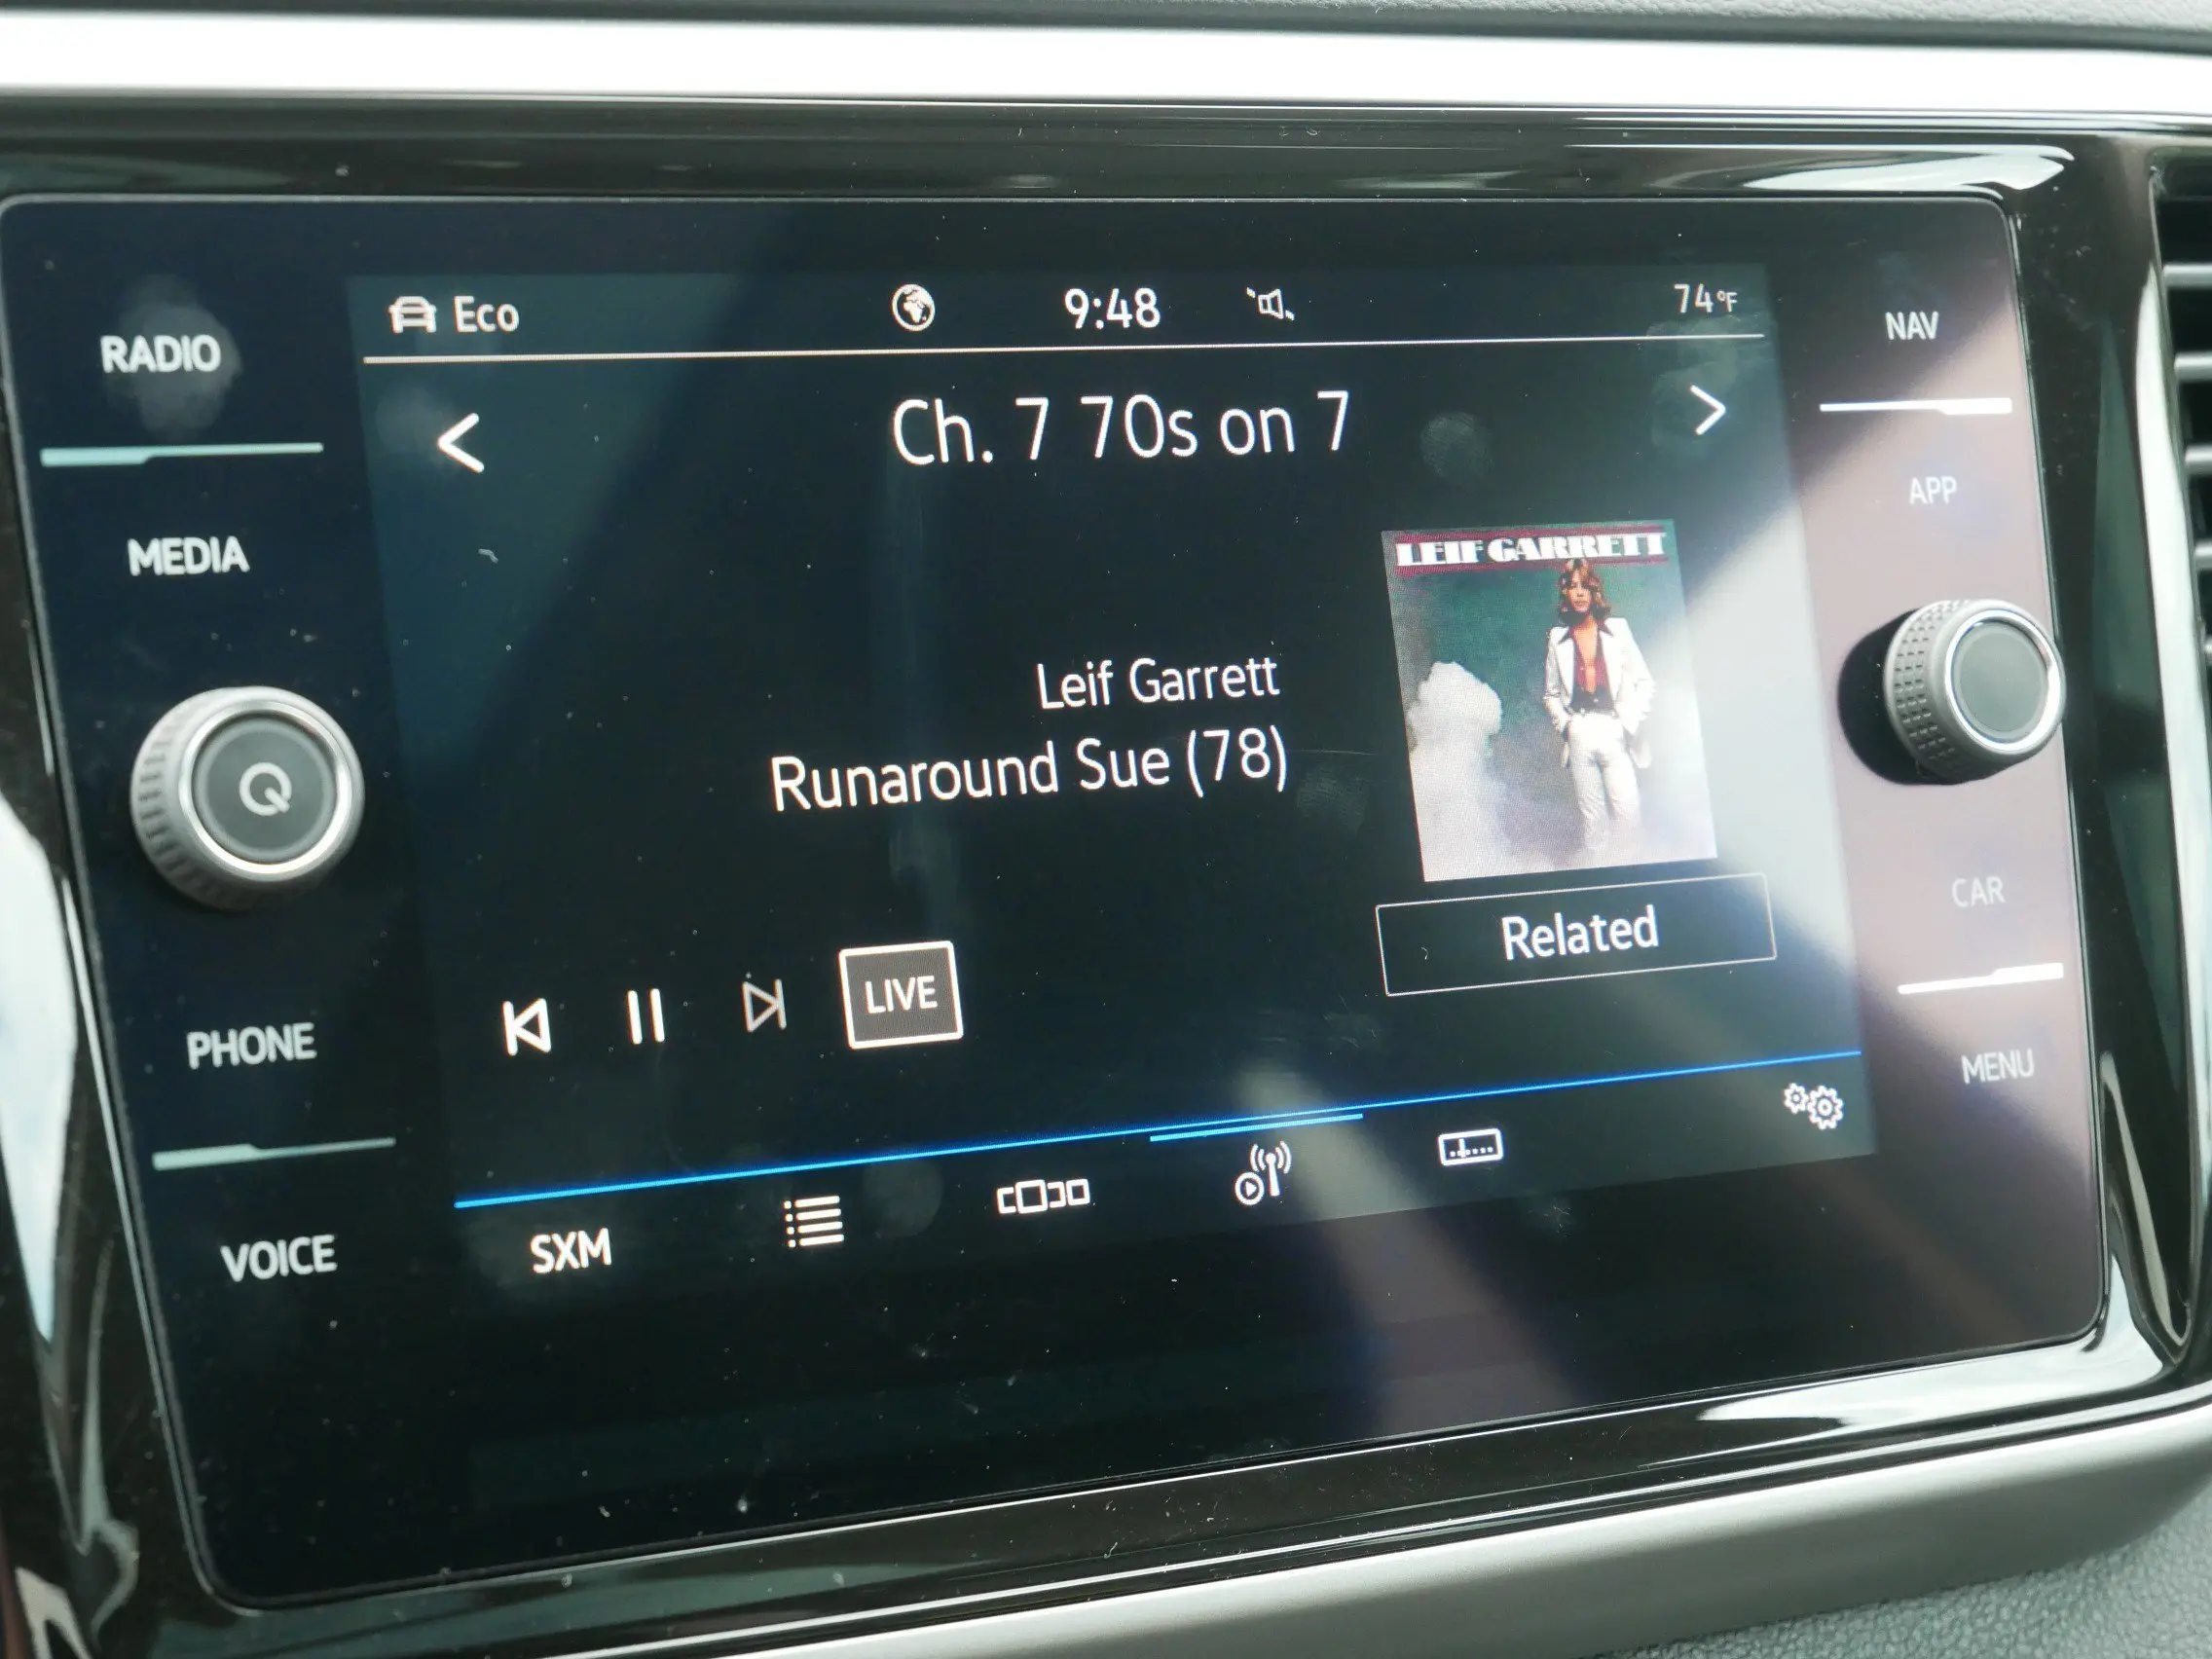 Eco
9:48
74°F
RADIO
MEDIA
PHONE
VOICE
Ch. 7 70s on 7
Leif Garrett
Runaround Sue (78)
LEIF GARRETT
Related
LIVE
SXM
NAV
APP
CAR
MENU